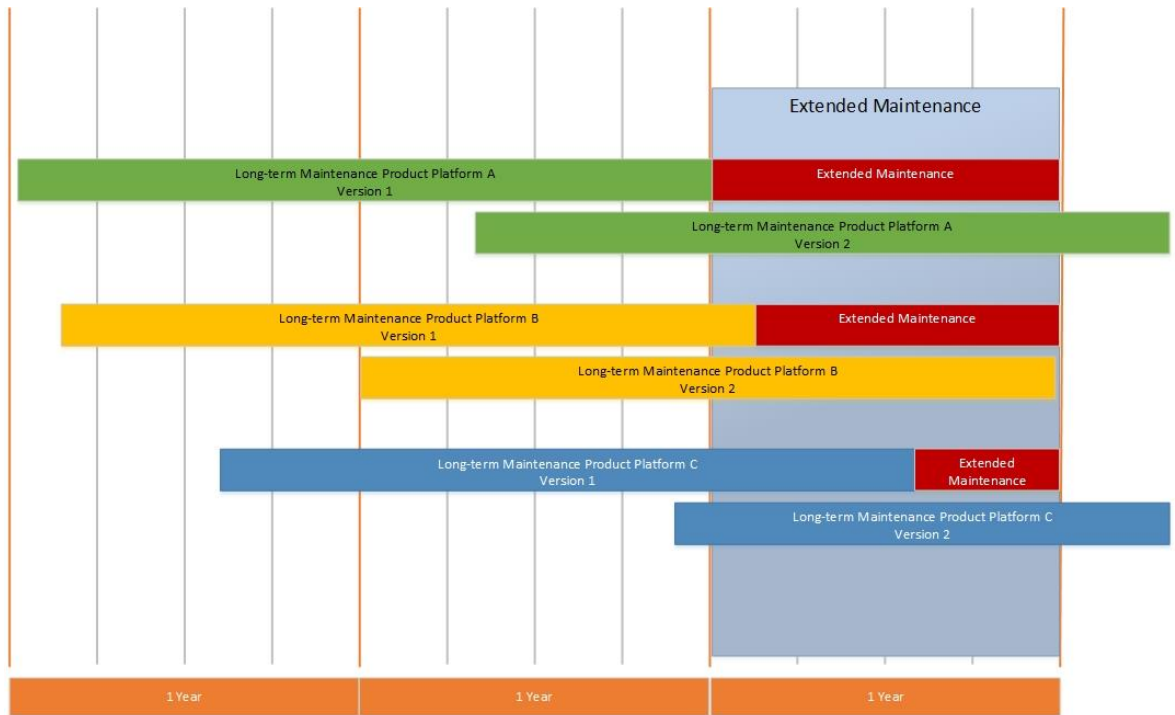 Extended Maintenance
Long-term Maintenance Product Platform A
Version 1
Extended Maintenance
Long-term Maintenance Product Platform A
Version 2
Long-term Maintenance Product Platform B
Version 1
Extended Maintenance
Long-term Maintenance Product Platform B
Version 2
Long-term Maintenance Product Platform C
Version 1
Extended
Maintenance
Long-term Maintenance Product Platform C
Version 2
1 Year
1 Year
1 Year